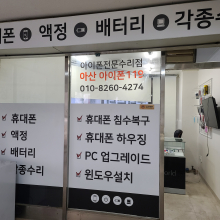 대폰 액정 배터리 각종
아이폰전문수리점
아산 아이폰119
010-8260-4274
휴대폰
액정
배터리
각종수리
휴대폰 침수복구
휴대폰 하우징
PC 업그레이드
윈도우설치